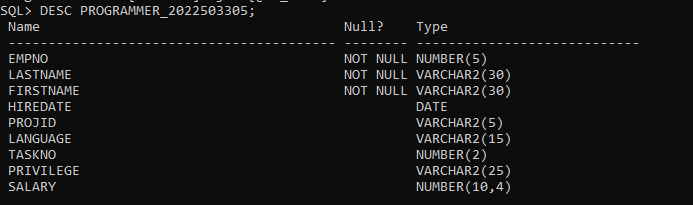 SQL> DESC PROGRAMMER_2022503305;
Name Null? Type
----------------------------------------- -------- ----------------------------
EMPNO NOT NULL NUMBER(5)
LASTNAME NOT NULL VARCHAR2(30)
FIRSTNAME NOT NULL VARCHAR2(30)
HIREDATE DATE
PROJID VARCHAR2(5)
LANGUAGE VARCHAR2(15)
TASKNO NUMBER(2)
PRIVILEGE VARCHAR2(25)
SALARY NUMBER(10,4)